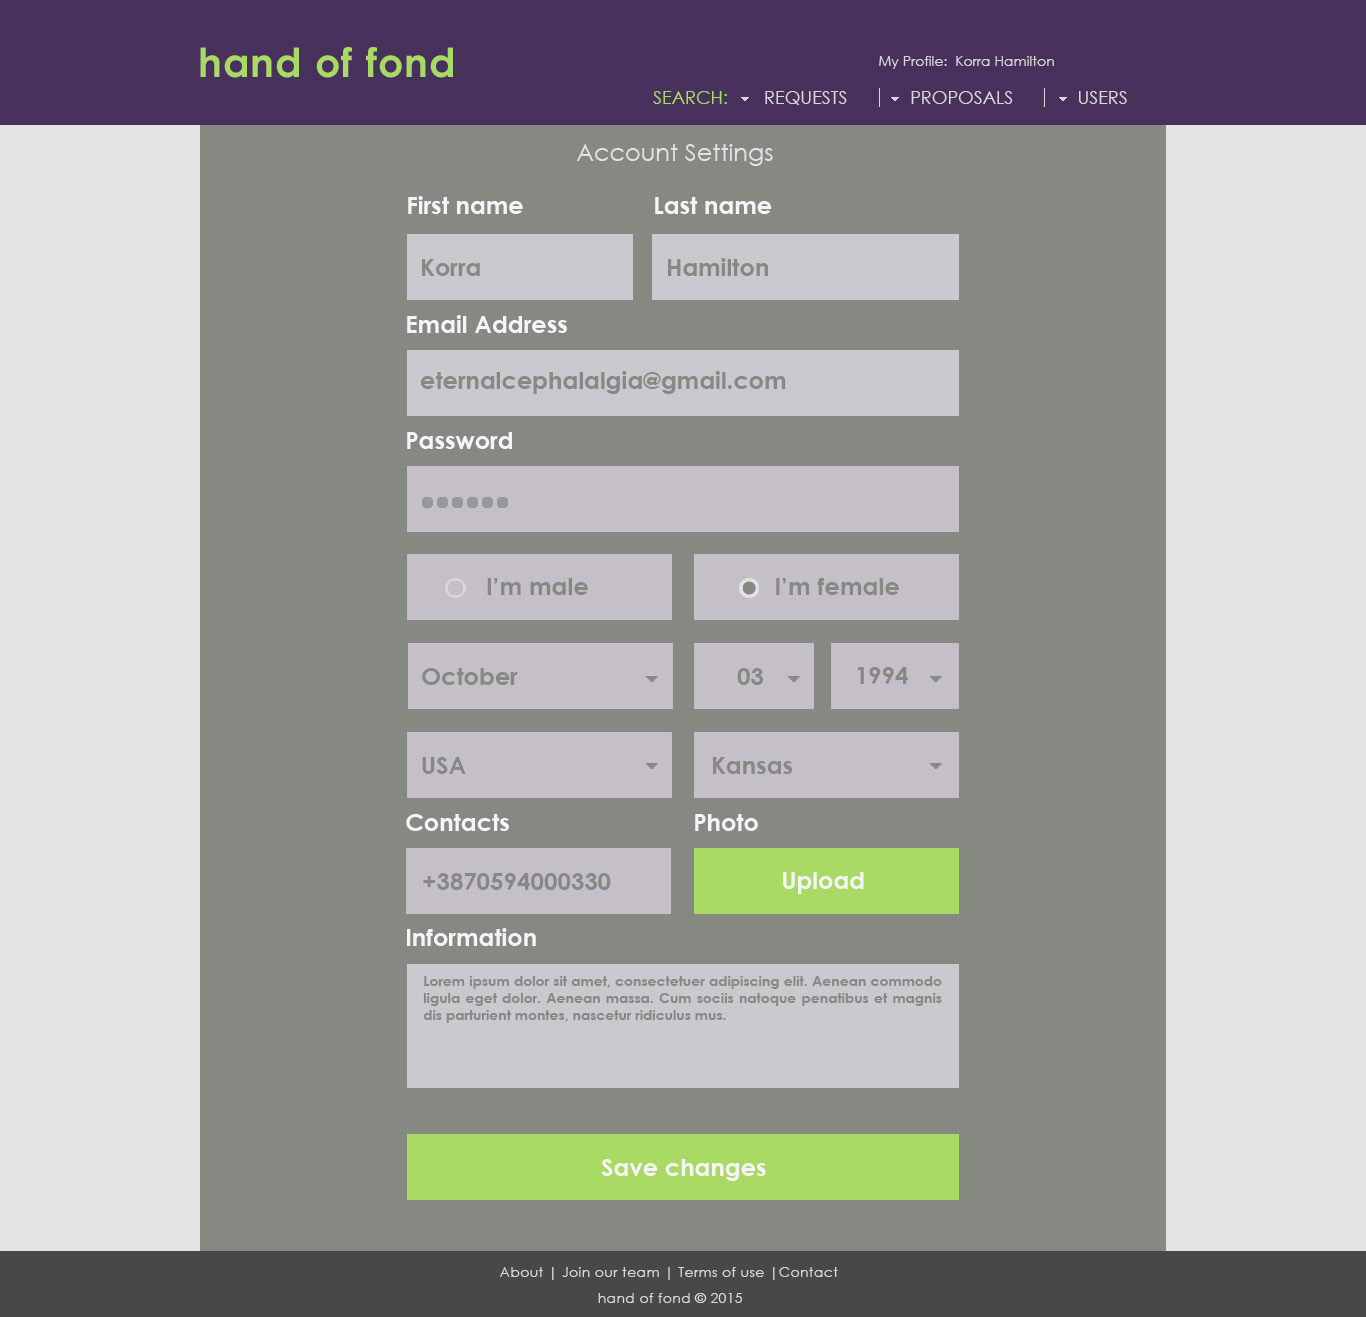 hand of fond
My Profile: Korra Hamilton
SEARCH: REQUESTS | PROPOSALS | USERS
Account Settings
First name Last name
Korra Hamilton
Email Address
eternalcephalalgia@gmail.com
Password
●●●●●●
I'm male I'm female
October 03 1994
USA Kansas
Contacts Photo
+3870594000330 Upload
Information
Lorem ipsum dolor sit amet, consectetuer adipiscing elit. Aenean commodo
ligula eget dolor. Aenean massa. Cum sociis natoque penatibus et magnis
dis parturient montes, nascetur ridiculus mus.
Save changes
About | Join our team | Terms of use |Contact
hand of fond © 2015